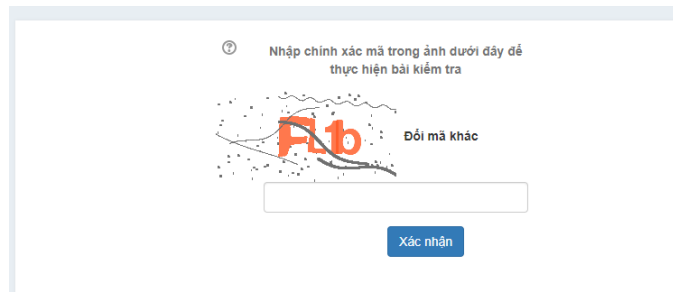 Nhập chính xác mã trong ảnh dưới đây để
thực hiện bài kiểm tra
Đổi mã khác
Xác nhận